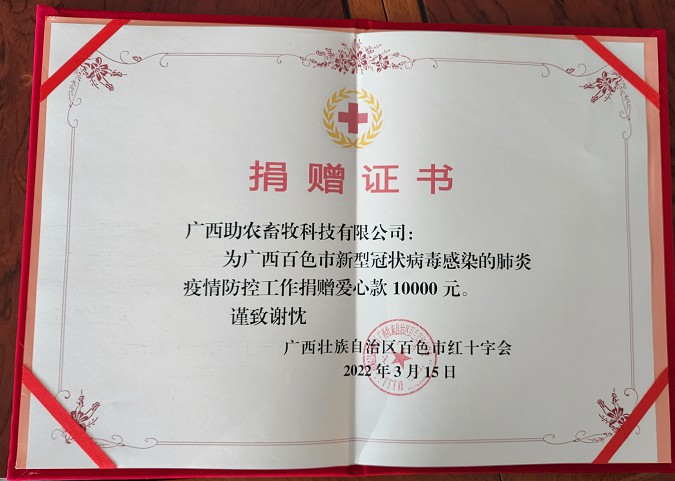 捐赠证书
广西助农畜牧科技有限公司：
为广西百色市新型冠状病毒感染的肺炎
疫情防控工作捐赠爱心款 10000 元。
谨致谢忱
广西壮族自治区百色市红十字会
2022 年 3 月 15 日